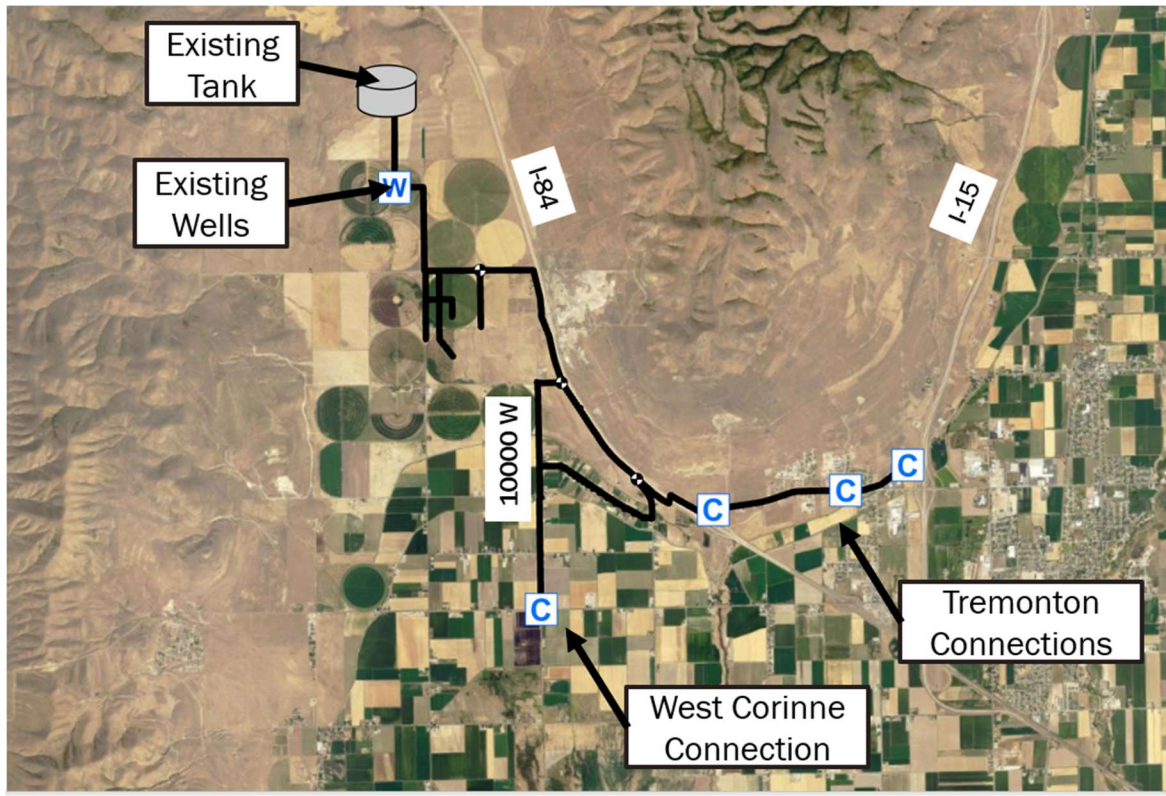 Existing
Tank
Existing
Wells
W
I-84
I-15
10000 W
C
C
C
C
Tremonton
Connections
West Corinne
Connection